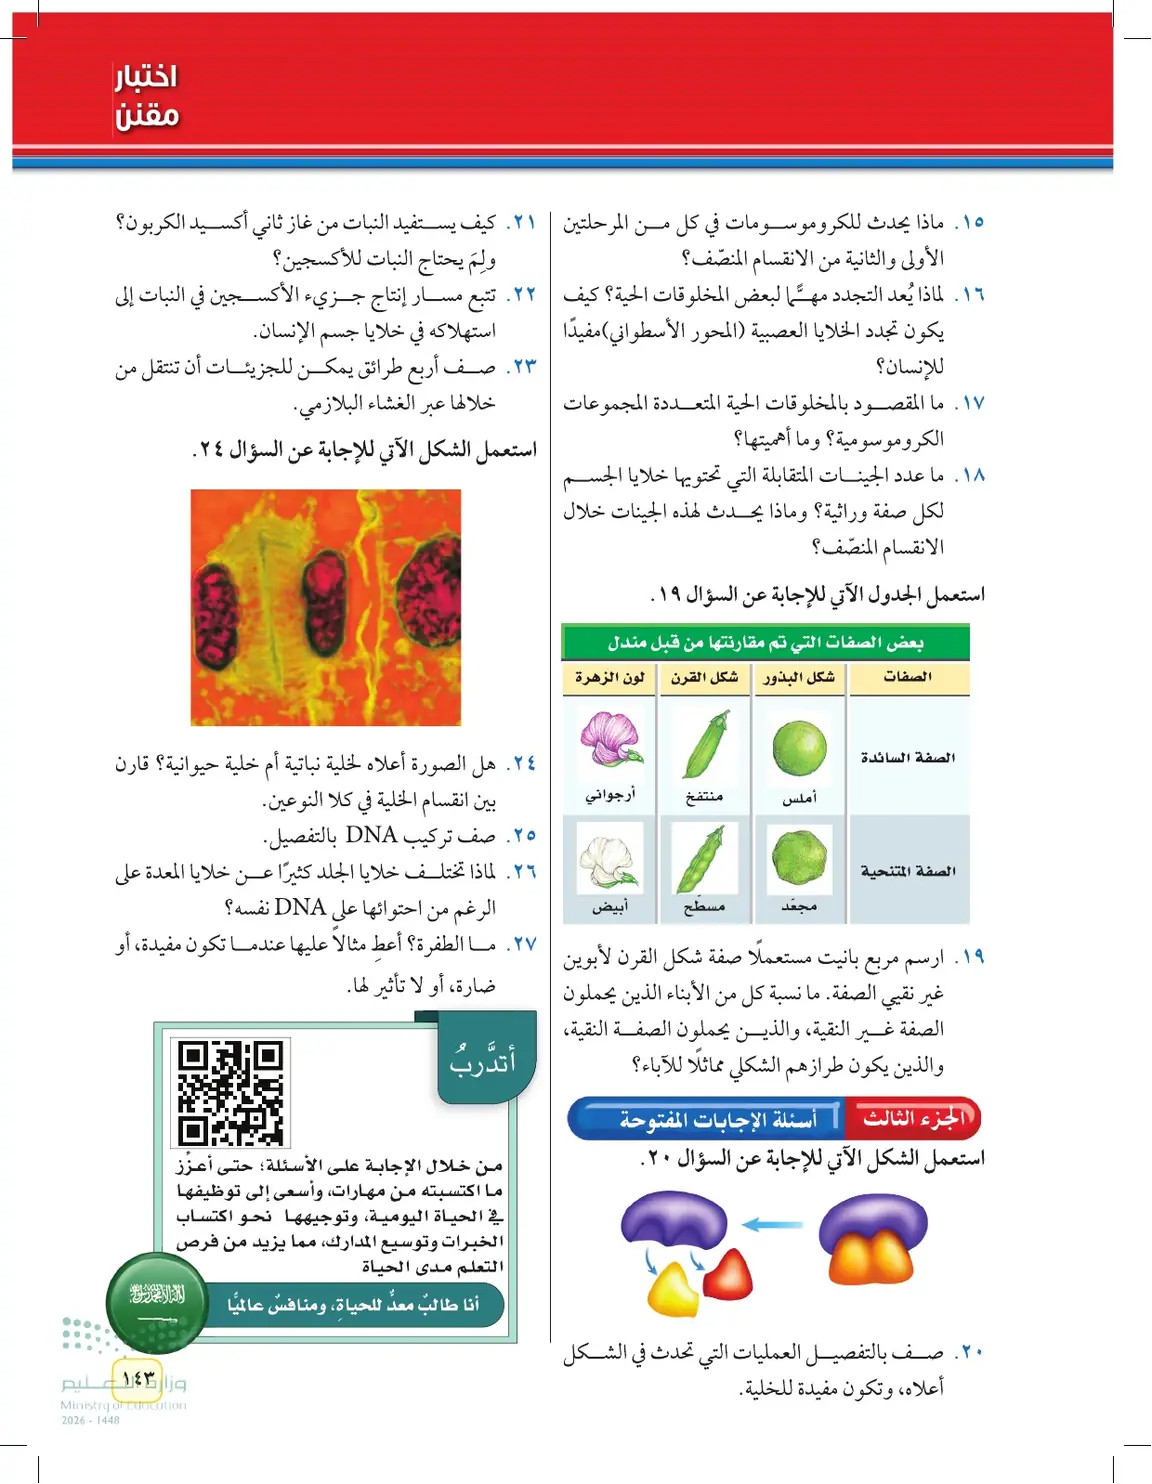 اختبار
مقنن
١٥. ماذا يحدث للكروموسومات في كل من المرحلتين
الأولى والثانية من الانقسام المنصّف؟
١٦. لماذا يُعد التجدد مهمًّا لبعض المخلوقات الحية؟ كيف
يكون تجدد الخلايا العصبية (المحور الأسطواني)مفيدًا
للإنسان؟
١٧. ما المقصود بالمخلوقات الحية المتعددة المجموعات
الكروموسومية؟ وما أهميتها؟
١٨. ما عدد الجينات المتقابلة التي تحتويها خلايا الجسم
لكل صفة وراثية؟ وماذا يحدث لهذه الجينات خلال
الانقسام المنصّف؟
استعمل الجدول الآتي للإجابة عن السؤال ١٩.
بعض الصفات التي تم مقارنتها من قبل مندل
الصفات شكل البذور شكل القرن لون الزهرة
الصفة السائدة
أملس منتفخ أرجواني
الصفة المتنحية
مجعّد مسطّح أبيض
١٩. ارسم مربع بانيت مستعملًا صفة شكل القرن لأبوين
غير نقيي الصفة. ما نسبة كل من الأبناء الذين يحملون
الصفة غير النقية، والذين يحملون الصفة النقية،
والذين يكون طرازهم الشكلي مماثلًا للآباء؟
الجزء الثالث أسئلة الإجابات المفتوحة
استعمل الشكل الآتي للإجابة عن السؤال ٢٠.
٢٠. صف بالتفصيل العمليات التي تحدث في الشكل
أعلاه، وتكون مفيدة للخلية.
٢١. كيف يستفيد النبات من غاز ثاني أكسيد الكربون؟
ولِمَ يحتاج النبات للأكسجين؟
٢٢. تتبع مسار إنتاج جزيء الأكسجين في النبات إلى
استهلاكه في خلايا جسم الإنسان.
٢٣. صف أربع طرائق يمكن للجزيئات أن تنتقل من
خلالها عبر الغشاء البلازمي.
استعمل الشكل الآتي للإجابة عن السؤال ٢٤.
٢٤. هل الصورة أعلاه لخلية نباتية أم خلية حيوانية؟ قارن
بين انقسام الخلية في كلا النوعين.
٢٥. صف تركيب DNA بالتفصيل.
٢٦. لماذا تختلف خلايا الجلد كثيرًا عن خلايا المعدة على
الرغم من احتوائها على DNA نفسه؟
٢٧. ما الطفرة؟ أعطِ مثالاً عليها عندما تكون مفيدة، أو
ضارة، أو لا تأثير لها.
أتدَّربُ
من خلال الإجابة على الأسئلة؛ حتى أعزّز
ما اكتسبته من مهارات، وأسعى إلى توظيفها
في الحياة اليومية، وتوجيهها نحو اكتساب
الخبرات وتوسيع المدارك، مما يزيد من فرص
التعلم مدى الحياة
أنا طالبٌ معدٌّ للحياةِ، ومنافسٌ عالميًّا
وزارة التعليم
١٤٣
Ministry of Education
2026 - 1448